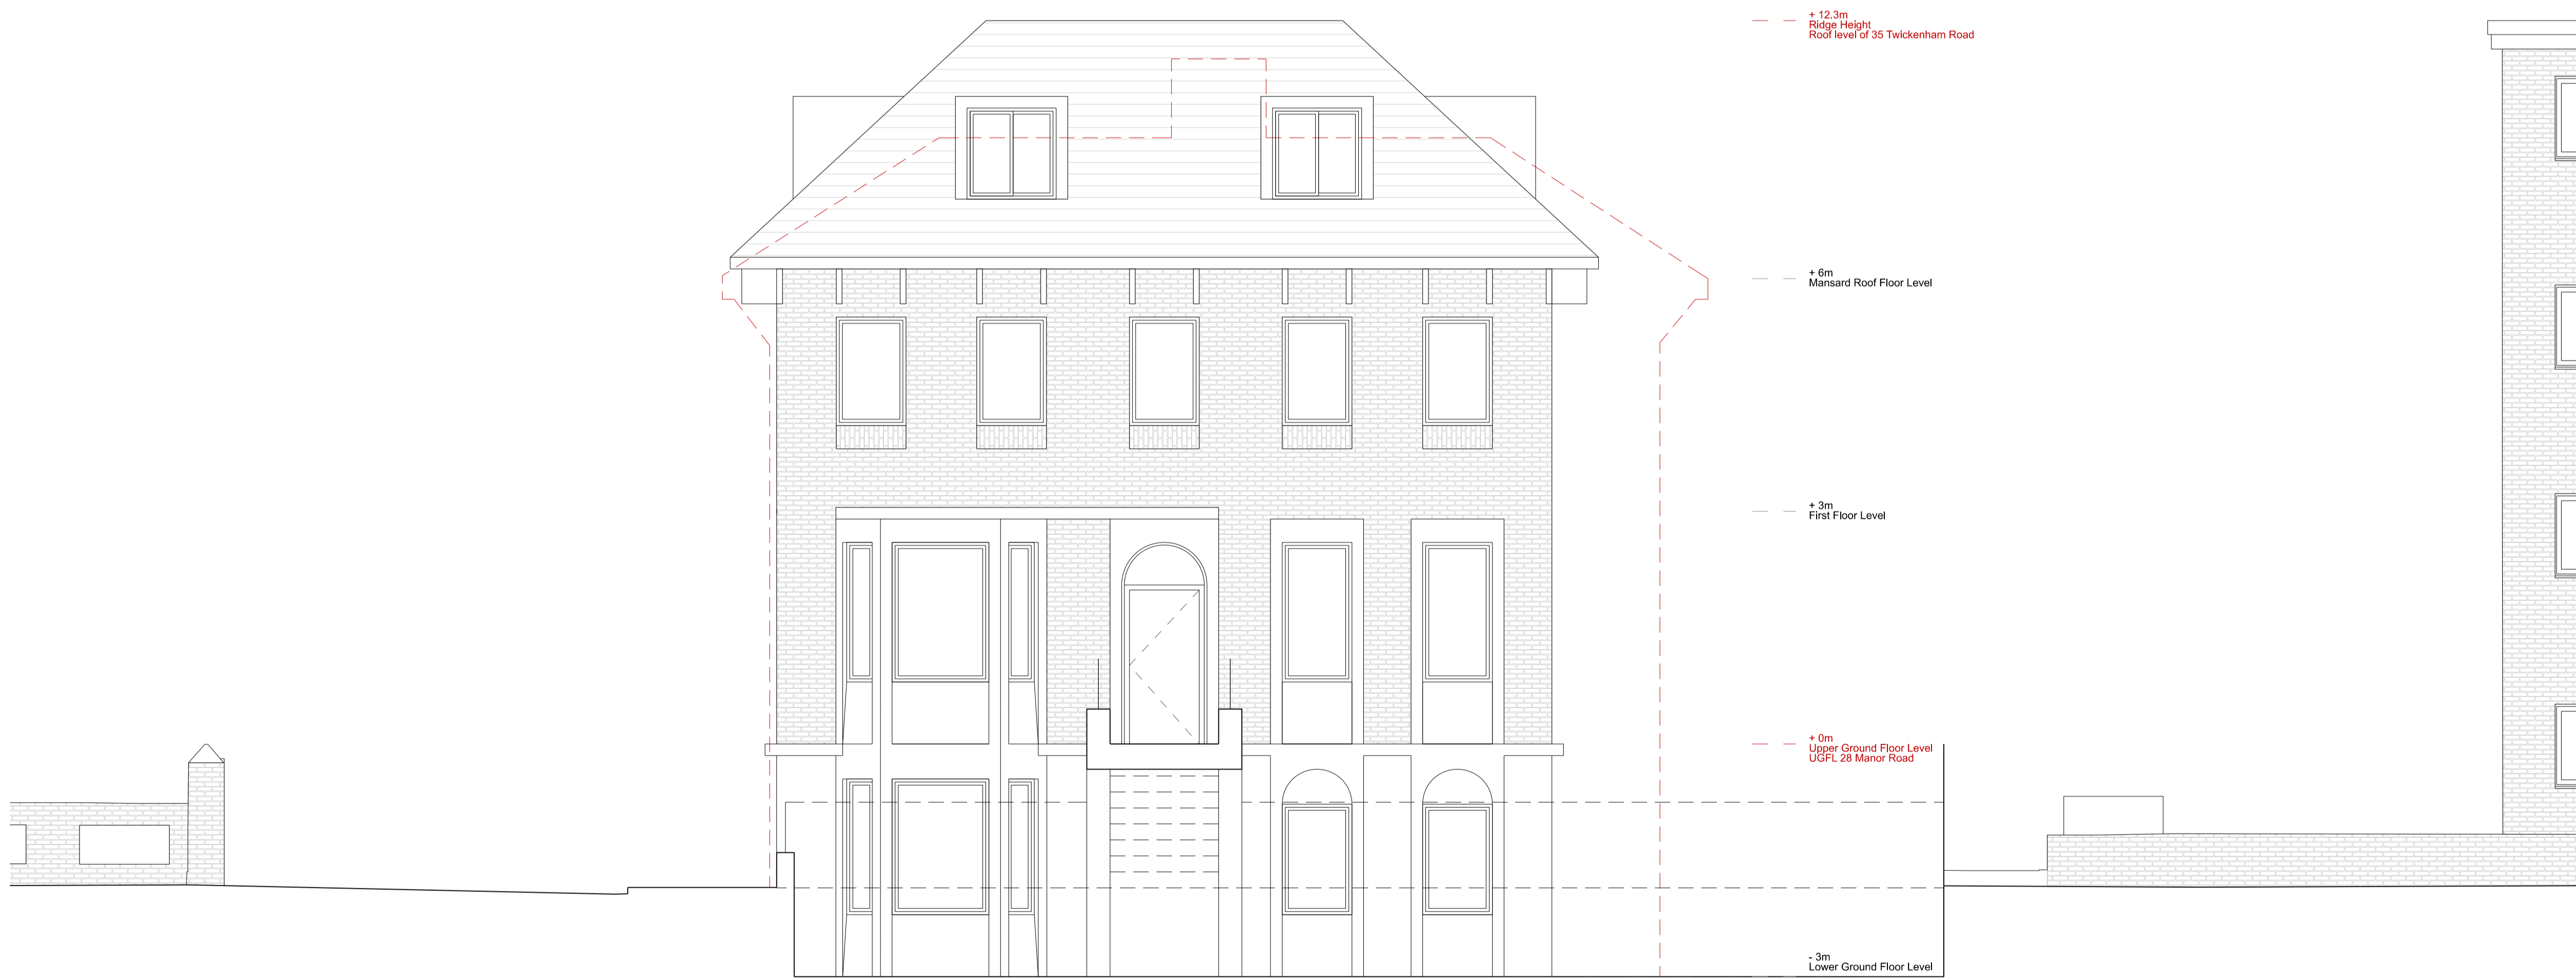 + 12.3m
Ridge Height
Roof level of 35 Twickenham Road
+ 6m
Mansard Roof Floor Level
+ 3m
First Floor Level
+ 0m
Upper Ground Floor Level
UGFL 28 Manor Road
- 3m
Lower Ground Floor Level